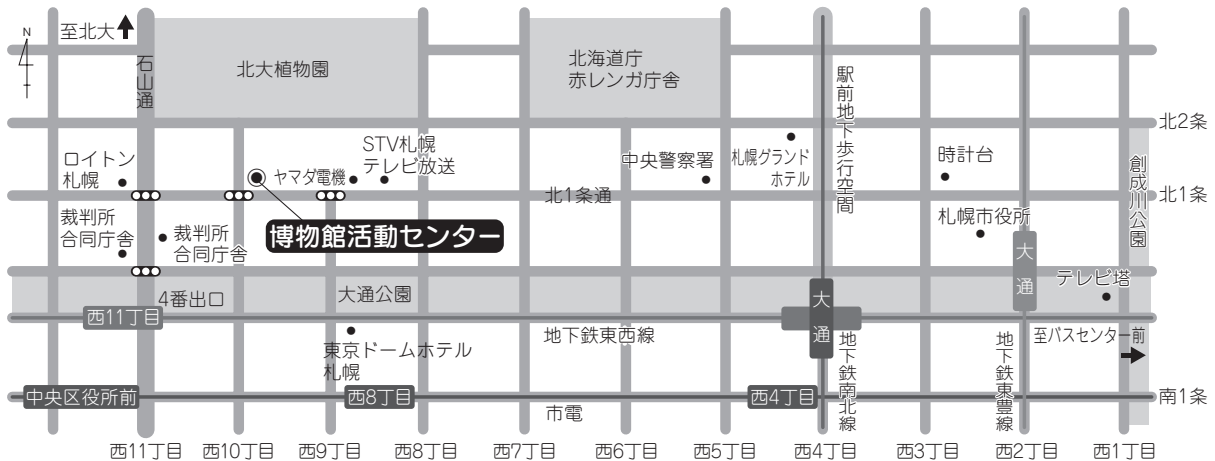 N
至北大
石山通
北大植物園
北海道庁
赤レンガ庁舎
駅前地下歩行空間
北2条
ロイトン
札幌
ヤマダ電機
STV札幌
テレビ放送
中央警察署
札幌グランド
ホテル
時計台
創成川公園
北1条通
北1条
裁判所
合同庁舎
裁判所
合同庁舎
博物館活動センター
札幌市役所
大通
テレビ塔
4番出口
大通公園
西11丁目
大通
東京ドームホテル
札幌
地下鉄東西線
地下鉄南北線
地下鉄東豊線
至バスセンター前
中央区役所前
西8丁目
市電
西4丁目
南1条
西11丁目
西10丁目
西9丁目
西8丁目
西7丁目
西6丁目
西5丁目
西4丁目
西3丁目
西2丁目
西1丁目